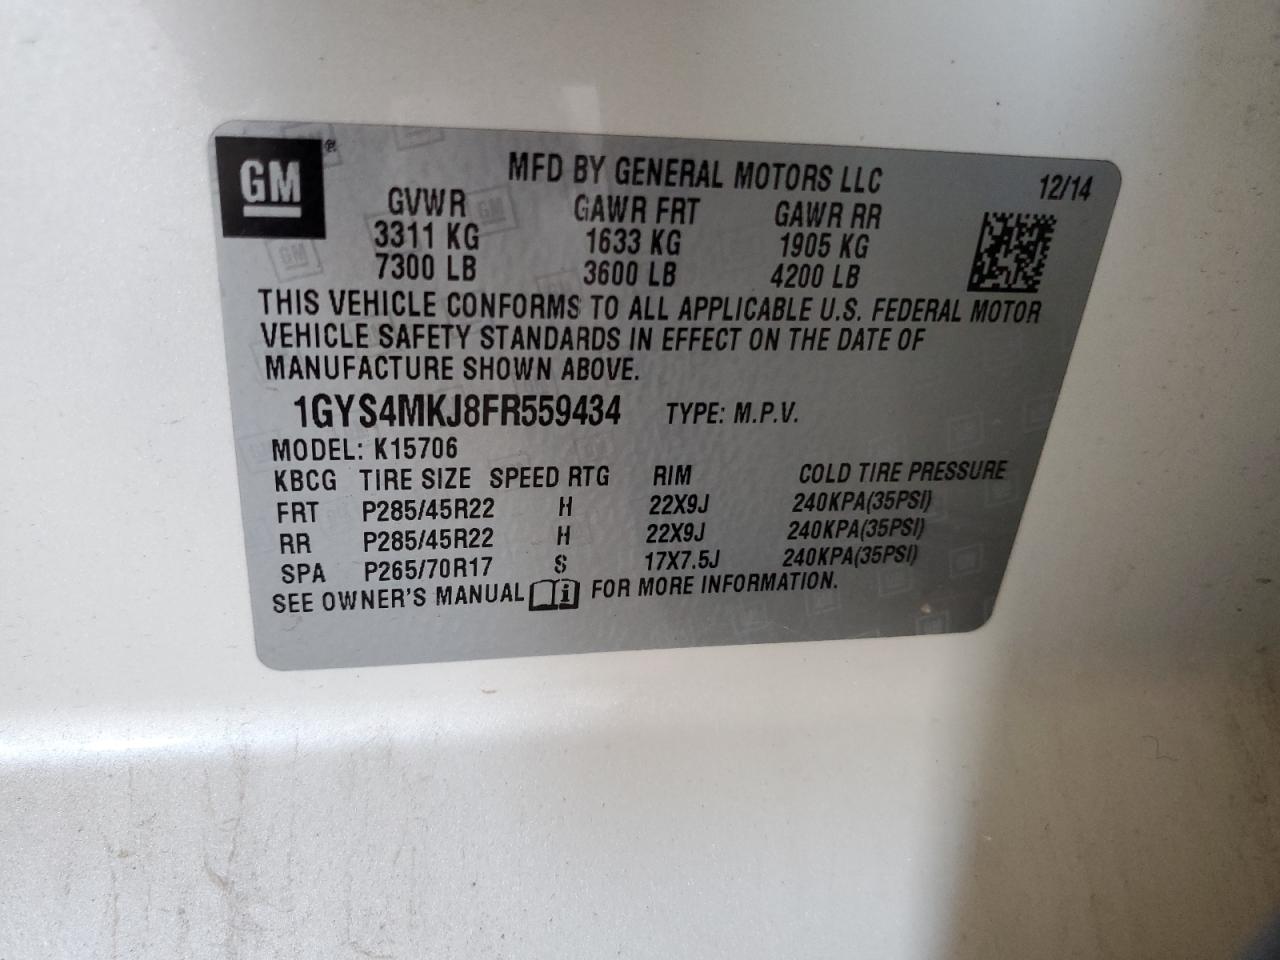 GM ®
MFD BY GENERAL MOTORS LLC 12/14
GVWR GAWR FRT GAWR RR
3311 KG 1633 KG 1905 KG
7300 LB 3600 LB 4200 LB
THIS VEHICLE CONFORMS TO ALL APPLICABLE U.S. FEDERAL MOTOR
VEHICLE SAFETY STANDARDS IN EFFECT ON THE DATE OF
MANUFACTURE SHOWN ABOVE.
1GYS4MKJ8FR559434 TYPE: M.P.V.
MODEL: K15706
KBCG TIRE SIZE SPEED RTG RIM COLD TIRE PRESSURE
FRT P285/45R22 H 22X9J 240KPA(35PSI)
RR P285/45R22 H 22X9J 240KPA(35PSI)
SPA P265/70R17 S 17X7.5J 240KPA(35PSI)
SEE OWNER'S MANUAL i FOR MORE INFORMATION.